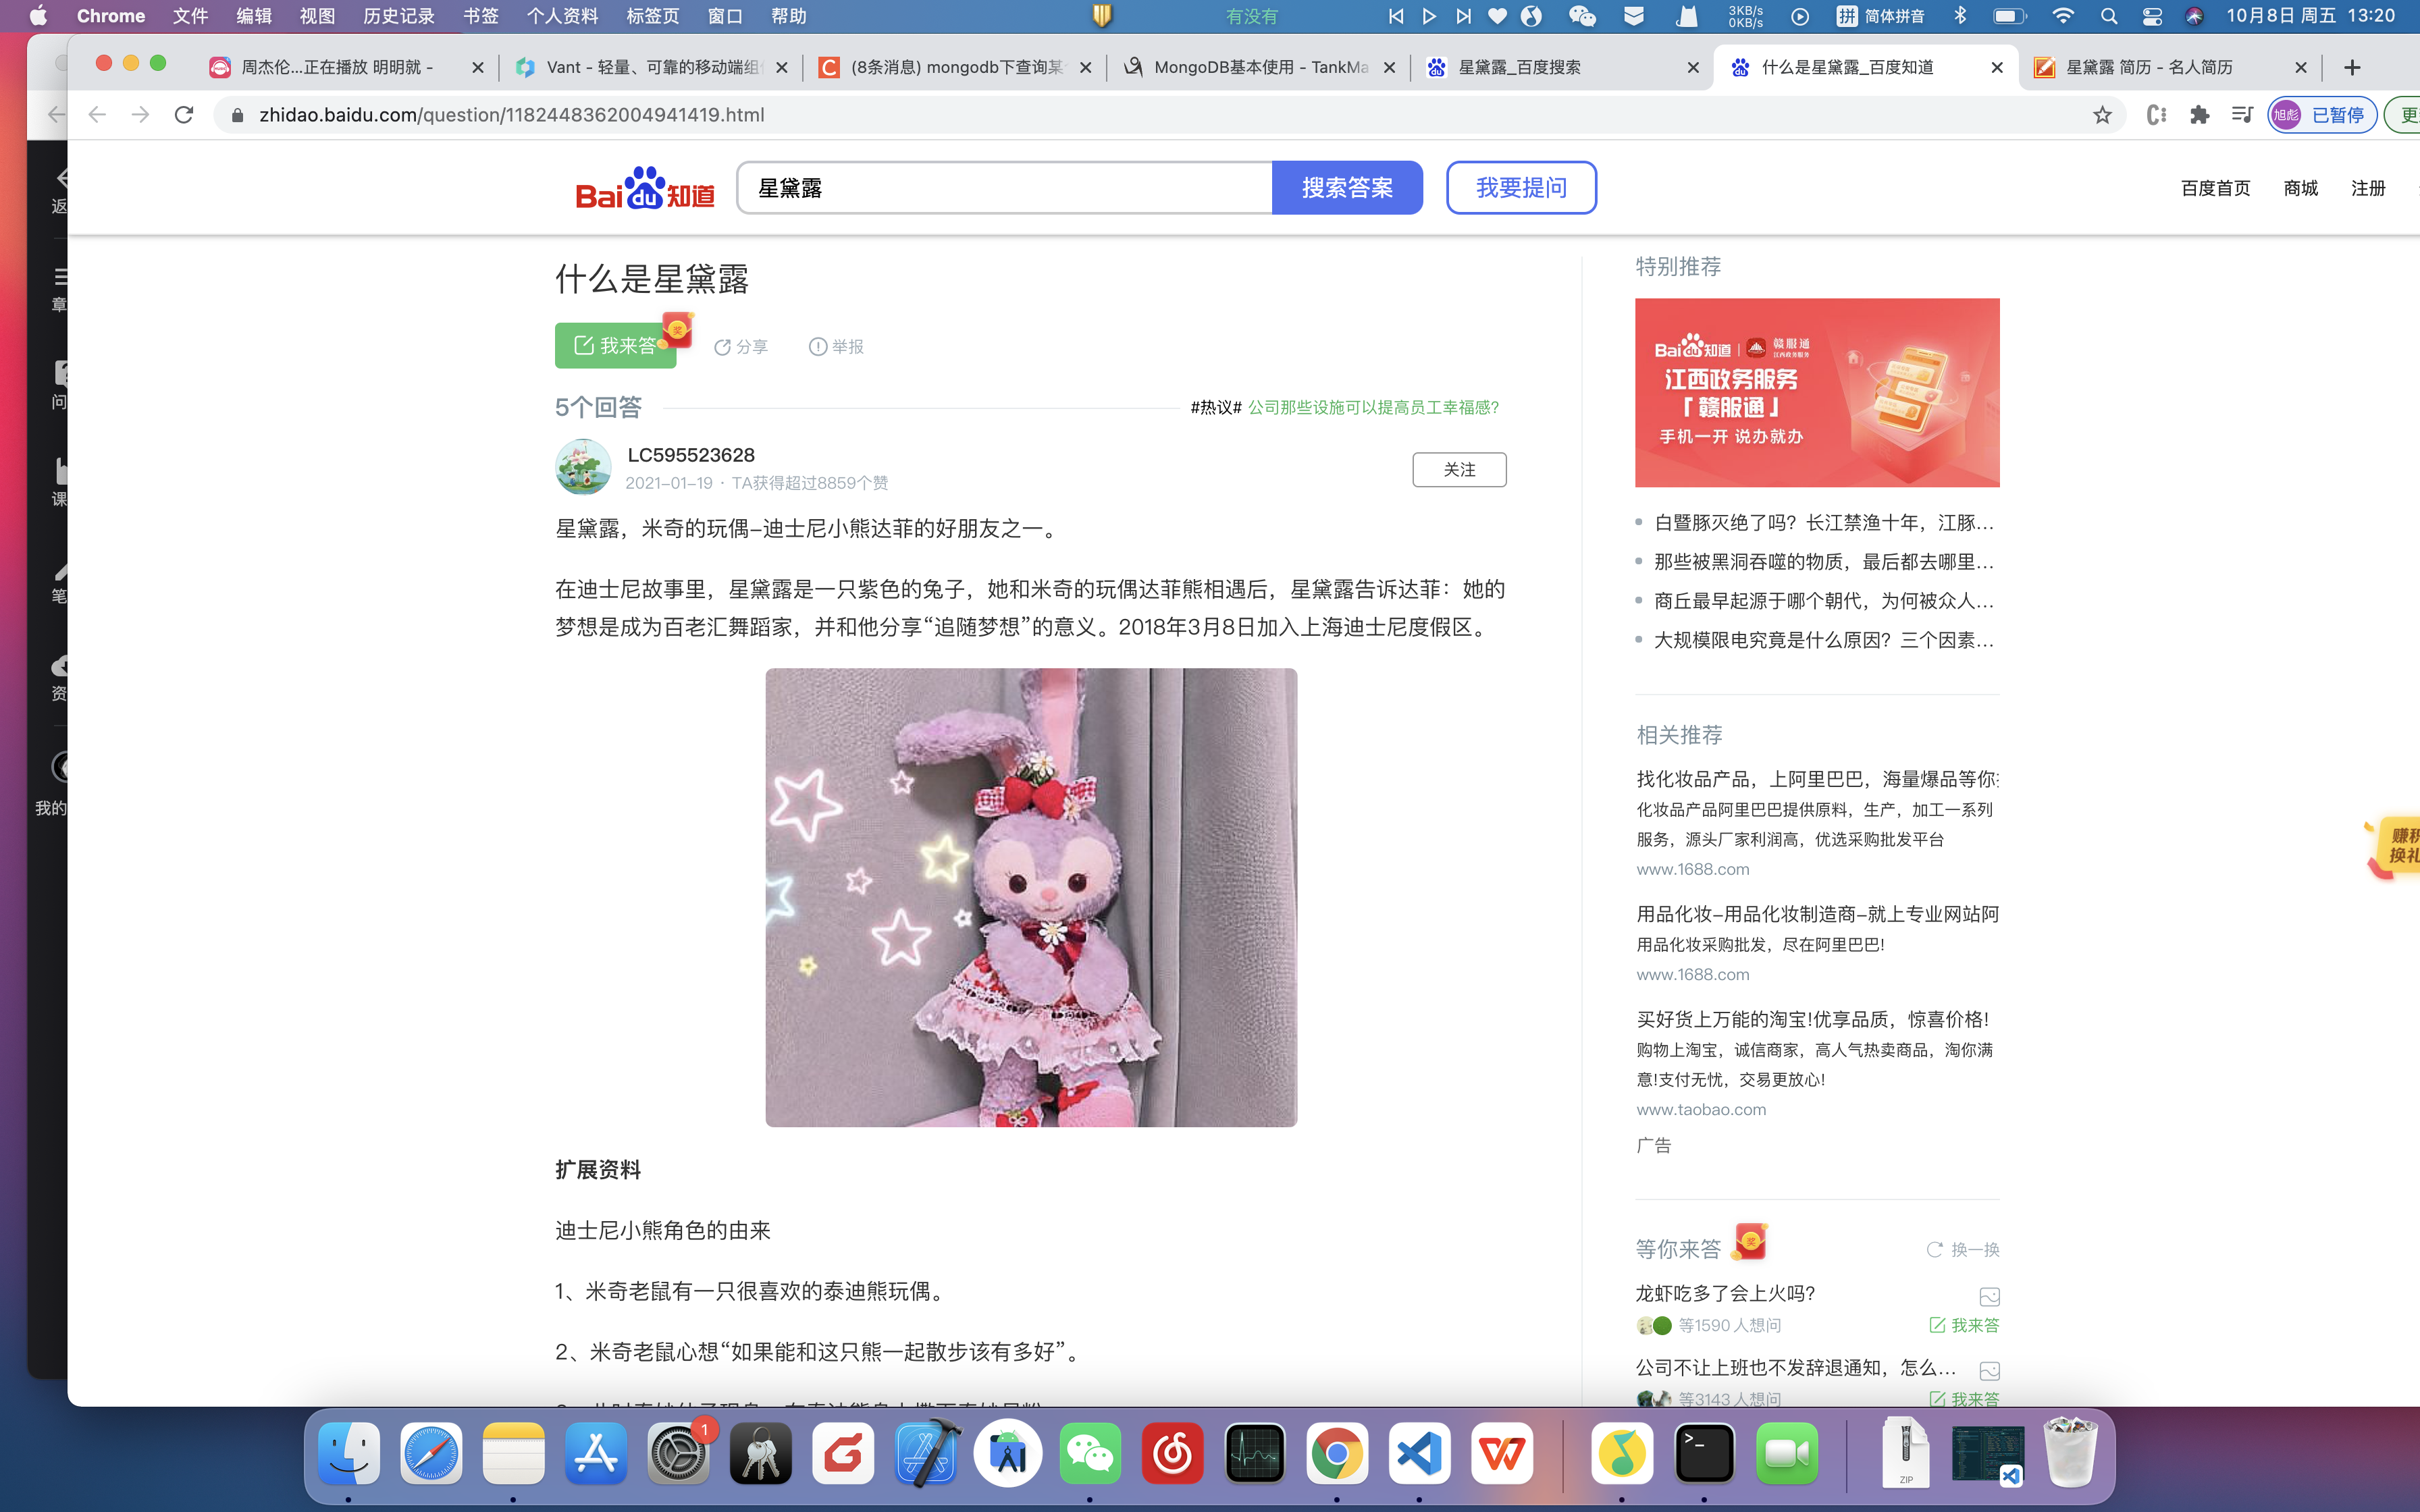 Chrome 文件 编辑 视图 历史记录 书签 个人资料 标签页 窗口 帮助 有没有 3KB/s 0KB/s 拼 简体拼音 10月8日 周五 13:20
周杰伦...正在播放 明明就 -
Vant - 轻量、可靠的移动端组
(8条消息) mongodb下查询某
MongoDB基本使用 - TankMa
星黛露_百度搜索
什么是星黛露_百度知道
星黛露 简历 - 名人简历
zhidao.baidu.com/question/1182448362004941419.html
旭彪 已暂停 更
返
章
问
课
笔
资
我的
Baidu知道 星黛露 搜索答案 我要提问 百度首页 商城 注册
什么是星黛露
我来答 奖 分享 举报
5个回答 #热议# 公司那些设施可以提高员工幸福感?
LC595523628
2021-01-19 · TA获得超过8859个赞
关注
星黛露，米奇的玩偶-迪士尼小熊达菲的好朋友之一。
在迪士尼故事里，星黛露是一只紫色的兔子，她和米奇的玩偶达菲熊相遇后，星黛露告诉达菲：她的
梦想是成为百老汇舞蹈家，并和他分享“追随梦想”的意义。2018年3月8日加入上海迪士尼度假区。
扩展资料
迪士尼小熊角色的由来
1、米奇老鼠有一只很喜欢的泰迪熊玩偶。
2、米奇老鼠心想“如果能和这只熊一起散步该有多好”。
特别推荐
Baidu知道 赣服通
江西政务服务
江西政务服务
「赣服通」
手机一开 说办就办
白暨豚灭绝了吗？长江禁渔十年，江豚...
那些被黑洞吞噬的物质，最后都去哪里...
商丘最早起源于哪个朝代，为何被众人...
大规模限电究竟是什么原因？三个因素...
相关推荐
找化妆品产品，上阿里巴巴，海量爆品等你
化妆品产品阿里巴巴提供原料，生产，加工一系列
服务，源头厂家利润高，优选采购批发平台
www.1688.com
用品化妆-用品化妆制造商-就上专业网站阿
用品化妆采购批发，尽在阿里巴巴!
www.1688.com
买好货上万能的淘宝!优享品质，惊喜价格!
购物上淘宝，诚信商家，高人气热卖商品，淘你满
意!支付无忧，交易更放心!
www.taobao.com
广告
等你来答 奖 换一换
龙虾吃多了会上火吗?
等1590人想问 我来答
公司不让上班也不发辞退通知，怎么...
等3143人想问 我来答
赚积
换礼
1
ZIP